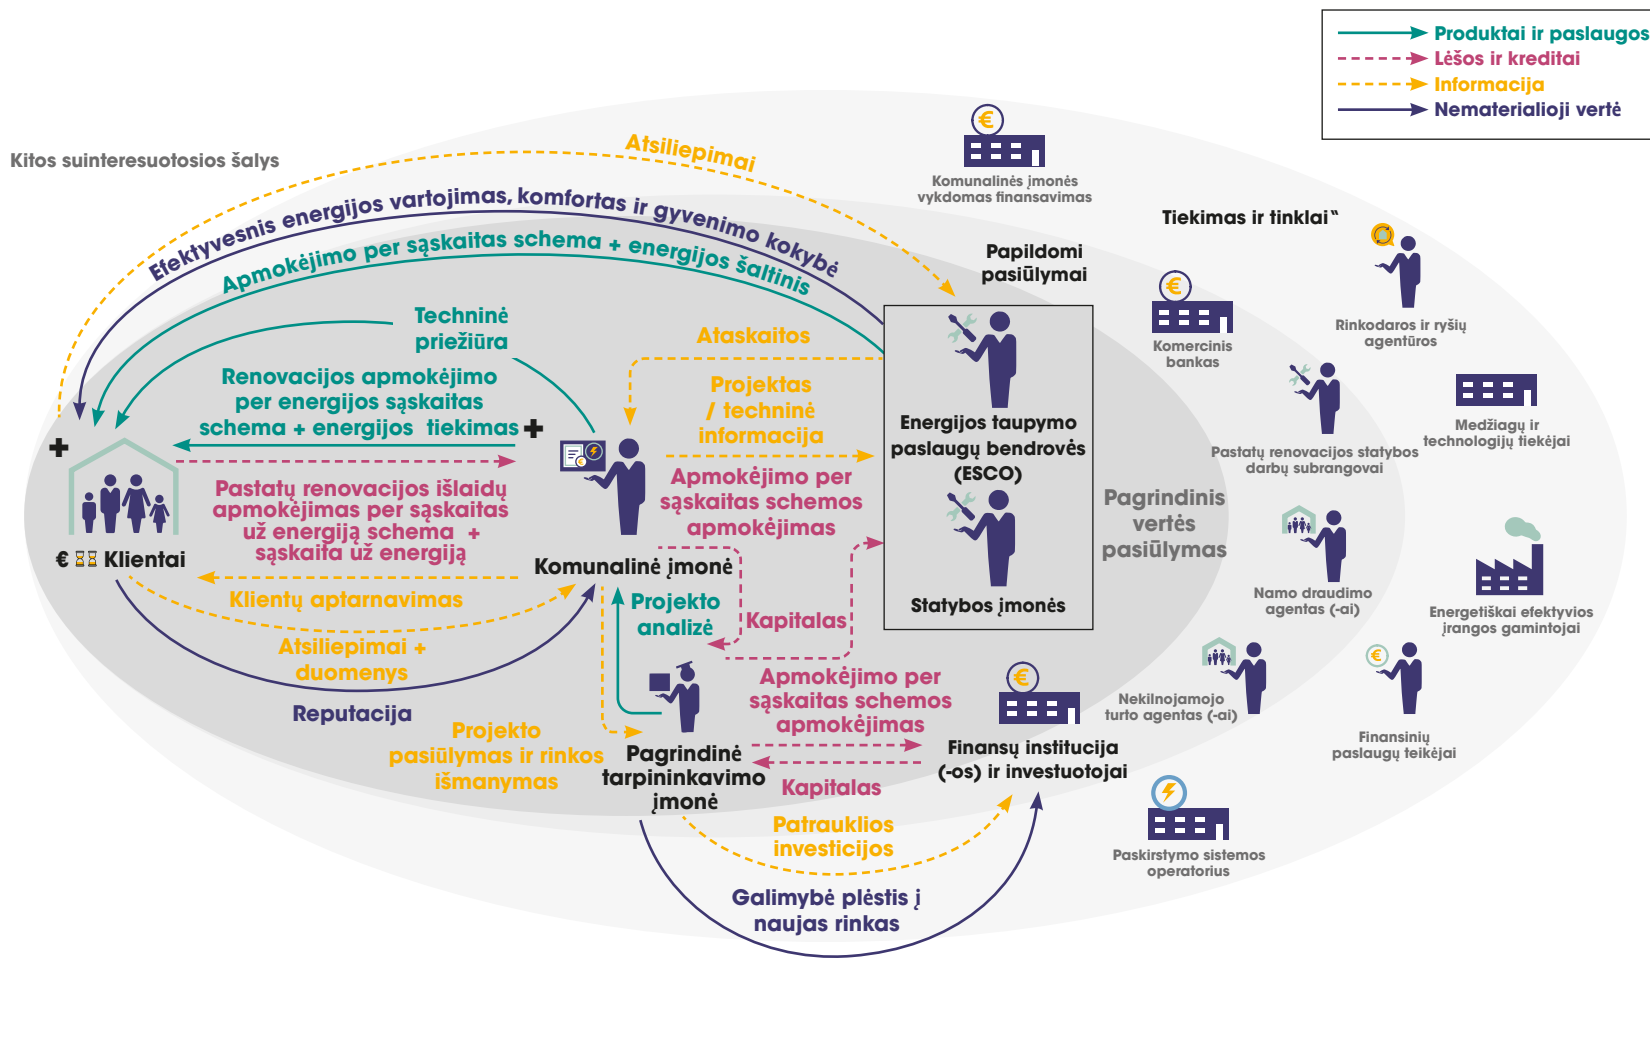 Produktai ir paslaugos
Lėšos ir kreditai
Informacija
Nematerialioji vertė
Kitos suinteresuotosios šalys
Atsiliepimai
Komunalinės įmonės
vykdomas finansavimas
Efektyvesnis energijos vartojimas, komfortas ir gyvenimo kokybė
Apmokėjimo per sąskaitas schema + energijos šaltinis
Tiekimas ir tinklai“
Papildomi
pasiūlymai
Rinkodaros ir ryšių
agentūros
Komercinis
bankas
Techninė
priežiūra
Ataskaitos
Renovacijos apmokėjimo
per energijos sąskaitas
schema + energijos tiekimas
+
+
Projektas
/ techninė
informacija
Energijos taupymo
paslaugų bendrovės
(ESCO)
Medžiagų ir
technologijų tiekėjai
Pastatų renovacijos statybos
darbų subrangovai
Pastatų renovacijos išlaidų
apmokėjimas per sąskaitas
už energiją schema +
sąskaita už energiją
Apmokėjimo per
sąskaitas schemos
apmokėjimas
Pagrindinis
vertės
pasiūlymas
€ Klientai
Komunalinė įmonė
Klientų aptarnavimas
Projekto
analizė
Kapitalas
Statybos įmonės
Namo draudimo
agentas (-ai)
Energetiškai efektyvios
įrangos gamintojai
Atsiliepimai +
duomenys
Reputacija
Apmokėjimo per
sąskaitas schemos
apmokėjimas
Nekilnojamojo
turto agentas (-ai)
Finansinių
paslaugų teikėjai
Projekto
pasiūlymas ir rinkos
išmanymas
Pagrindinė
tarpininkavimo
įmonė
Finansų institucija
(-os) ir investuotojai
Kapitalas
Patrauklios
investicijos
Paskirstymo sistemos
operatorius
Galimybė plėstis į
naujas rinkas